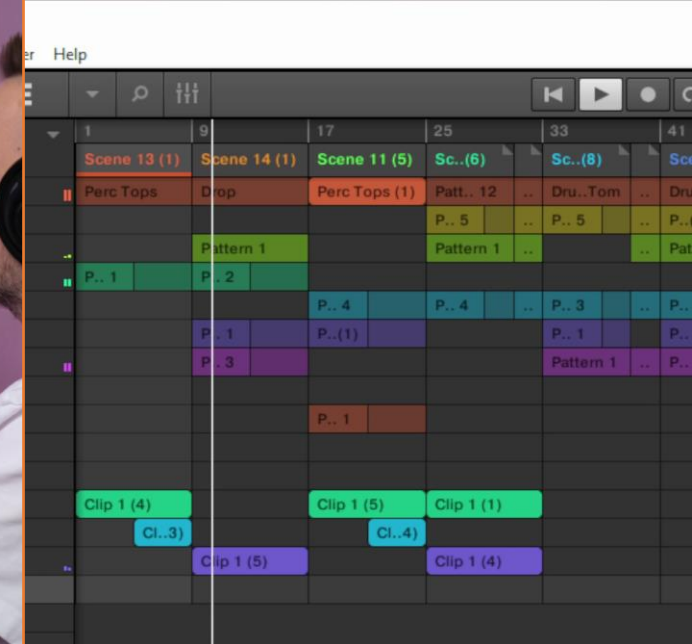 er Help
1 9 17 25 33 41
Scene 13 (1) Scene 14 (1) Scene 11 (5) Sc..(6) Sc..(8) Sce
Perc Tops Drop Perc Tops (1) Patt.. 12 .. Dru..Tom .. Dru
P.. 5 .. P.. 5 .. P..(
Pattern 1 Pattern 1 .. .. Pat
P.. 1 P.. 2
P.. 4 P.. 4 .. P.. 3 .. P..
P.. 1 P..(1) P.. 1 P..
P.. 3 Pattern 1 .. P..
P.. 1
Clip 1 (4) Clip 1 (5) Clip 1 (1)
Cl..3) Cl..4)
Clip 1 (5) Clip 1 (4)